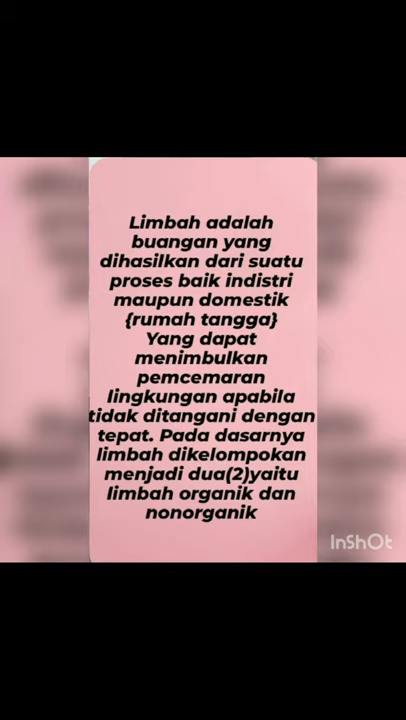 Limbah adalah
buangan yang
dihasilkan dari suatu
proses baik indistri
maupun domestik
{rumah tangga}
Yang dapat
menimbulkan
pemcemaran
lingkungan apabila
tidak ditangani dengan
tepat. Pada dasarnya
limbah dikelompokan
menjadi dua(2)yaitu
limbah organik dan
nonorganik
InShOt